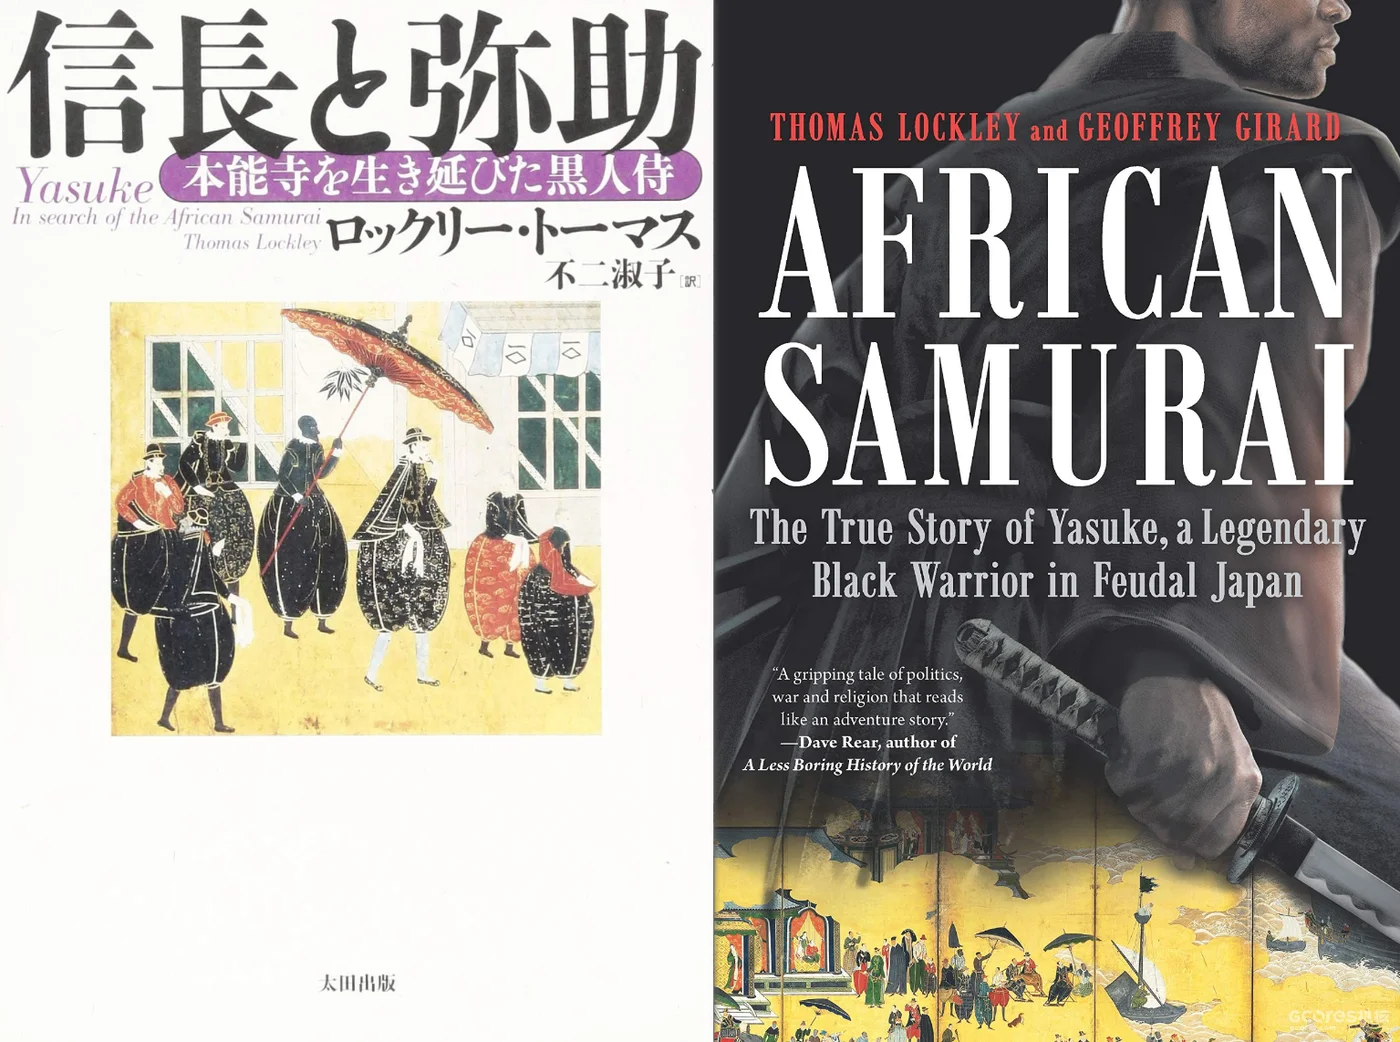 信長と弥助
本能寺を生き延びた黒人侍
Yasuke
In search of the African Samurai
Thomas Lockley
ロックリー・トーマス
不二淑子[訳]
太田出版
THOMAS LOCKLEY and GEOFFREY GIRARD
AFRICAN
SAMURAI
The True Story of Yasuke, a Legendary
Black Warrior in Feudal Japan
“A gripping tale of politics,
war and religion that reads
like an adventure story.”
—Dave Rear, author of
A Less Boring History of the World